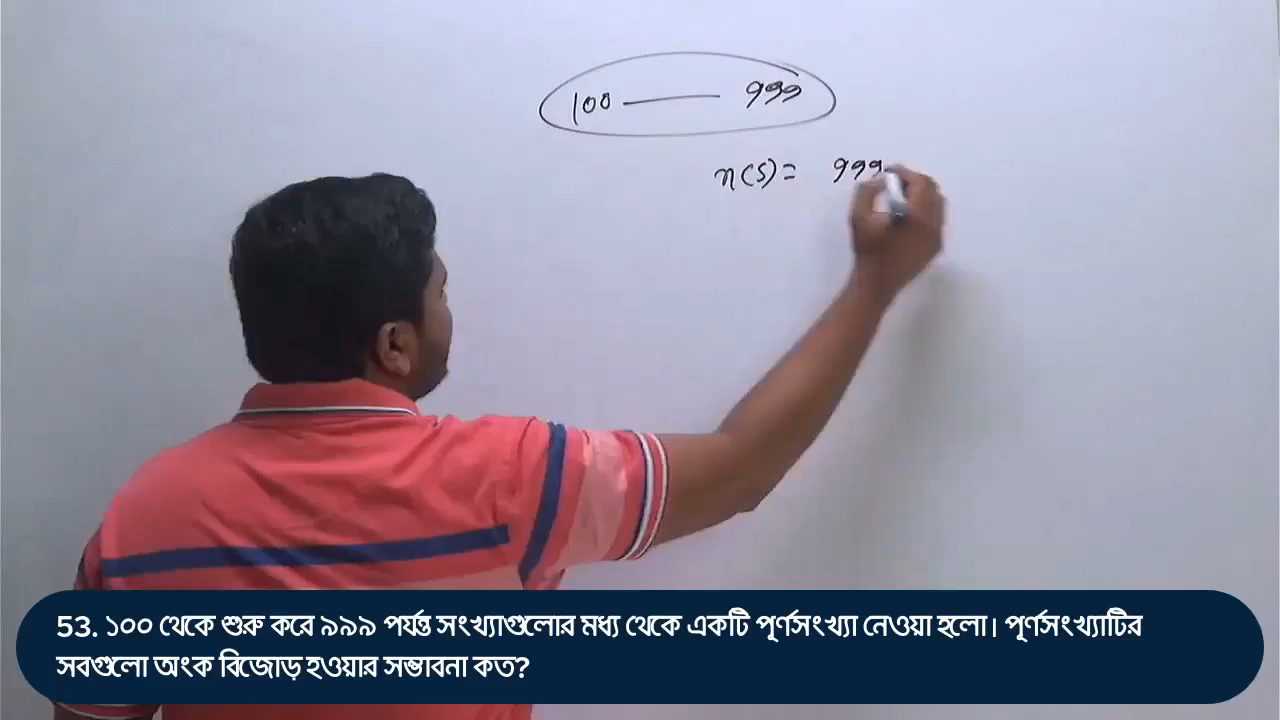 100 — 999
n(s) = 999
53. ১০০ থেকে শুরু করে ৯৯৯ পর্যন্ত সংখ্যাগুলোর মধ্য থেকে একটি পূর্ণসংখ্যা নেওয়া হলো। পূর্ণসংখ্যাটির
সবগুলো অংক বিজোড় হওয়ার সম্ভাবনা কত?